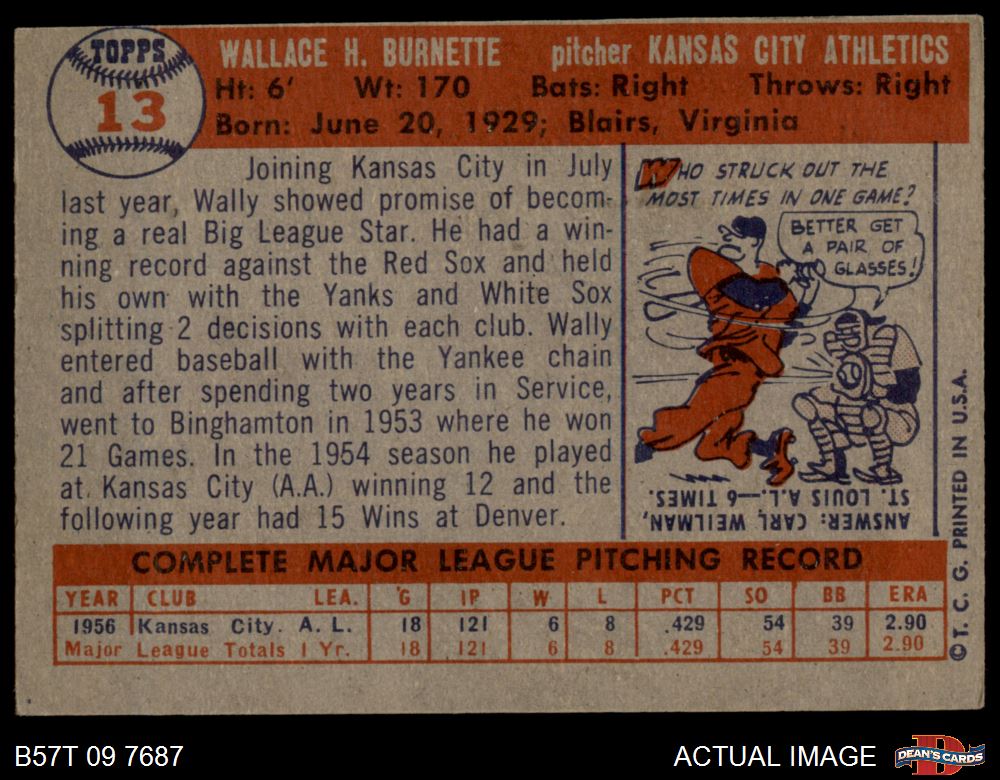 TOPPS
13
WALLACE H. BURNETTE pitcher KANSAS CITY ATHLETICS
Ht: 6' Wt: 170 Bats: Right Throws: Right
Born: June 20, 1929; Blairs, Virginia
Joining Kansas City in July
last year, Wally showed promise of becom-
ing a real Big League Star. He had a win-
ning record against the Red Sox and held
his own with the Yanks and White Sox
splitting 2 decisions with each club. Wally
entered baseball with the Yankee chain
and after spending two years in Service,
went to Binghamton in 1953 where he won
21 Games. In the 1954 season he played
at Kansas City (A.A.) winning 12 and the
following year had 15 Wins at Denver.
WHO STRUCK OUT THE
MOST TIMES IN ONE GAME?
BETTER GET
A PAIR OF
GLASSES!
ANSWER: CARL WEILMAN,
ST. LOUIS A.L.—6 TIMES.
COMPLETE MAJOR LEAGUE PITCHING RECORD
YEAR CLUB LEA. G IP W L PCT SO BB ERA
1956 Kansas City. A. L. 18 121 6 8 .429 54 39 2.90
Major League Totals 1 Yr. 18 121 6 8 .429 54 39 2.90
© T. C. G. PRINTED IN U.S.A.
B57T 09 7687
ACTUAL IMAGE
DEAN'S CARDS